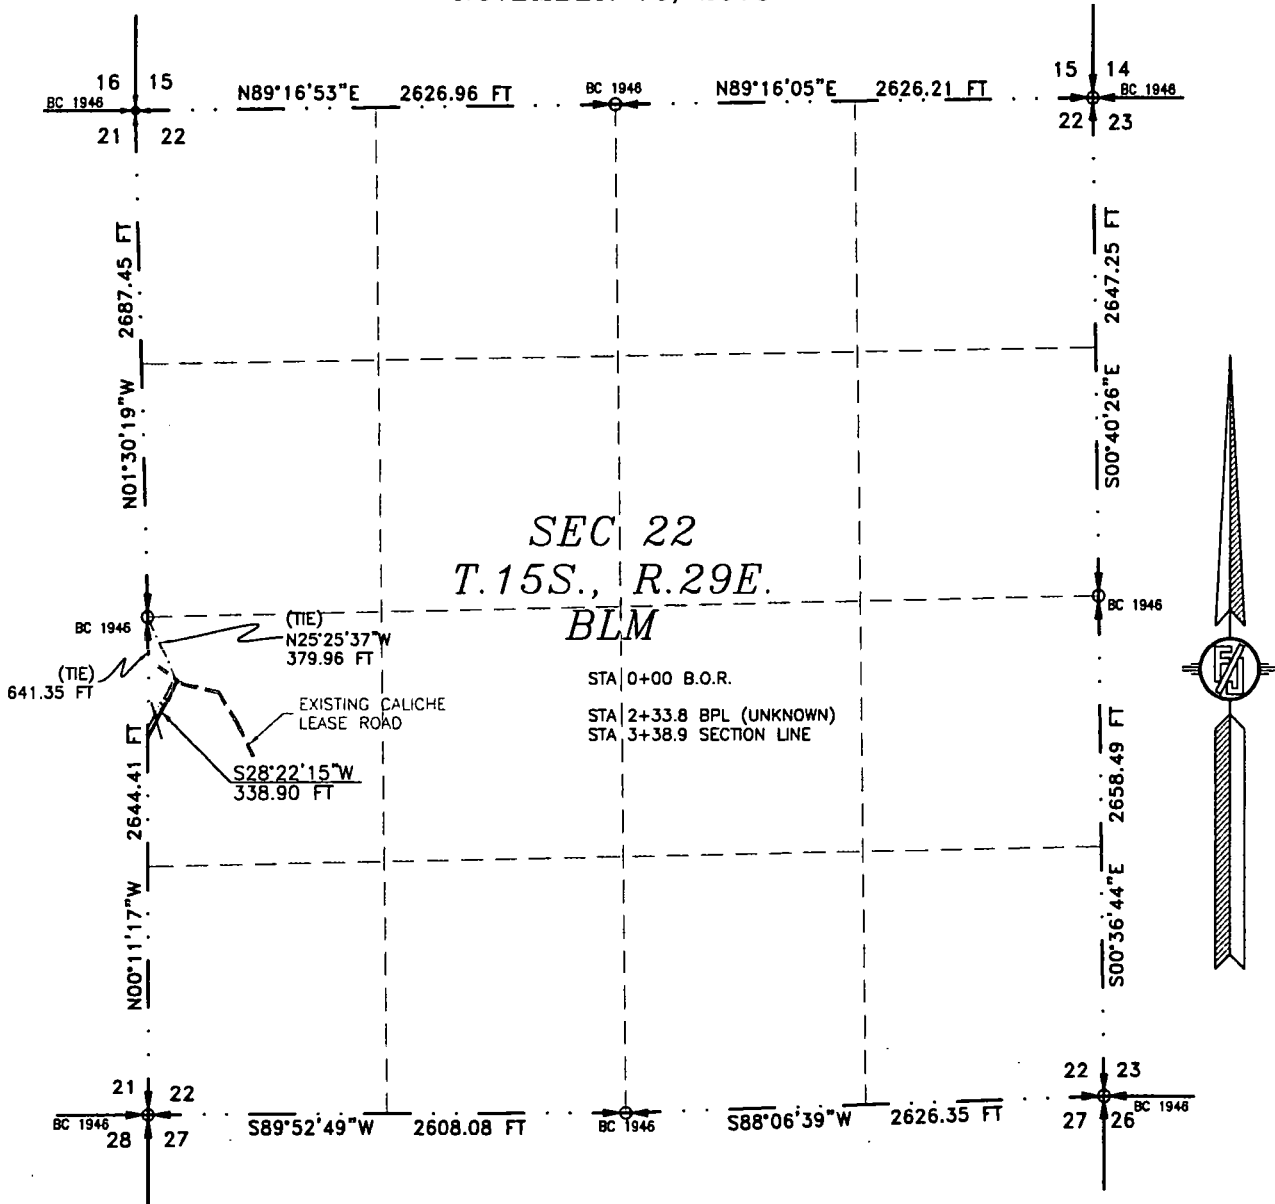 16 15
15 14
N89°16'53"E 2626.96 FT
BC 1946
N89°16'05"E 2626.21 FT
BC 1946
BC 1946
21 22
22 23
2687.45 FT
N01°30'19"W
2647.25 FT
S00°40'26"E
SEC 22
T.15S., R.29E.
BLM
BC 1946
BC 1946
(TIE)
N25°25'37"W
379.96 FT
(TIE)
641.35 FT
STA 0+00 B.O.R.
STA 2+33.8 BPL (UNKNOWN)
STA 3+38.9 SECTION LINE
EXISTING CALICHE
LEASE ROAD
S28°22'15"W
338.90 FT
2644.41 FT
N00°11'17"W
2658.49 FT
S00°36'44"E
21 22
22 23
BC 1946
S89°52'49"W 2608.08 FT
BC 1946
S88°06'39"W 2626.35 FT
BC 1946
28 27
27 26